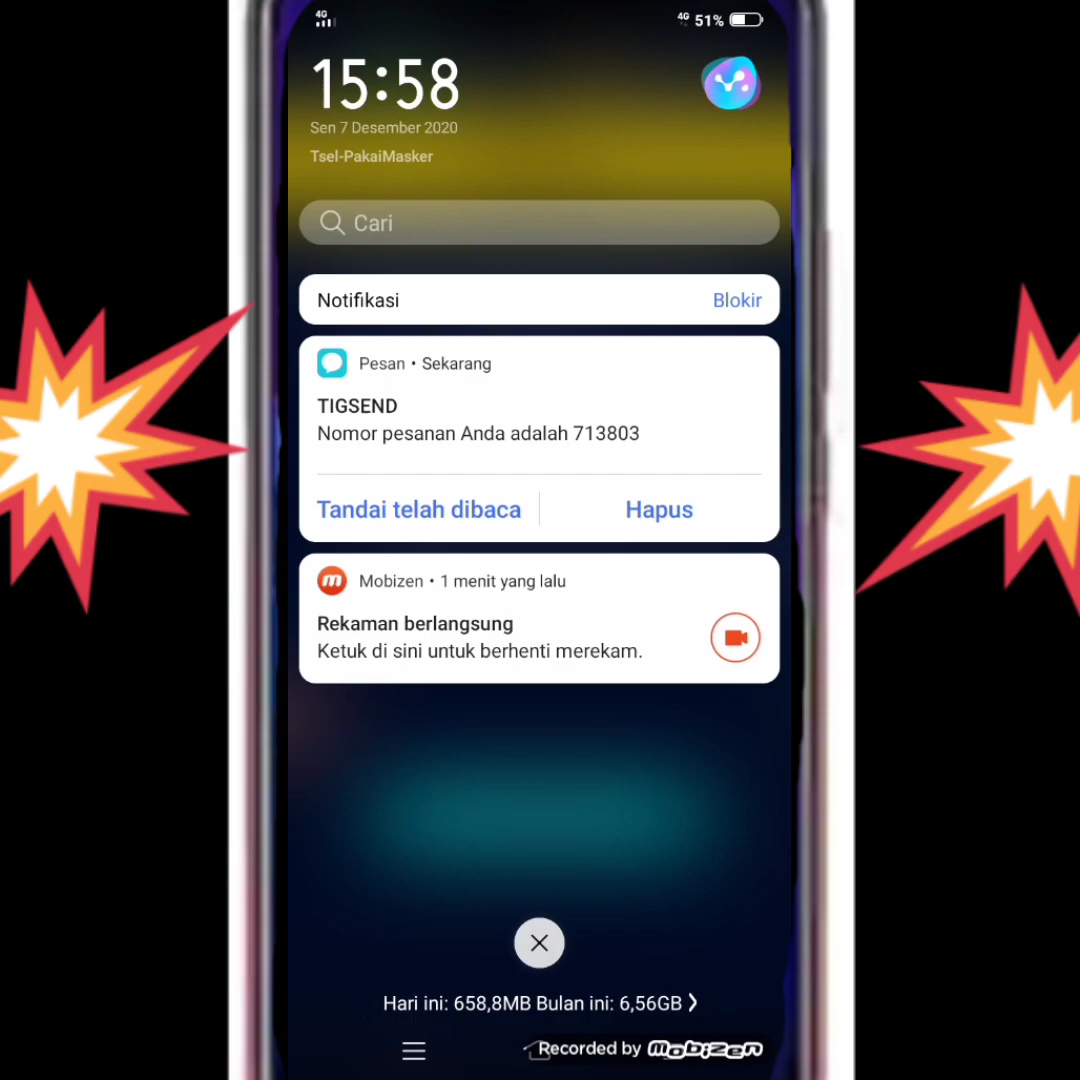 4G
4G 51%
15:58
Sen 7 Desember 2020
Tsel-PakaiMasker
Cari
Notifikasi
Blokir
Pesan • Sekarang
TIGSEND
Nomor pesanan Anda adalah 713803
Tandai telah dibaca
Hapus
m
Mobizen • 1 menit yang lalu
Rekaman berlangsung
Ketuk di sini untuk berhenti merekam.
Hari ini: 658,8MB Bulan ini: 6,56GB
Recorded by mobizen